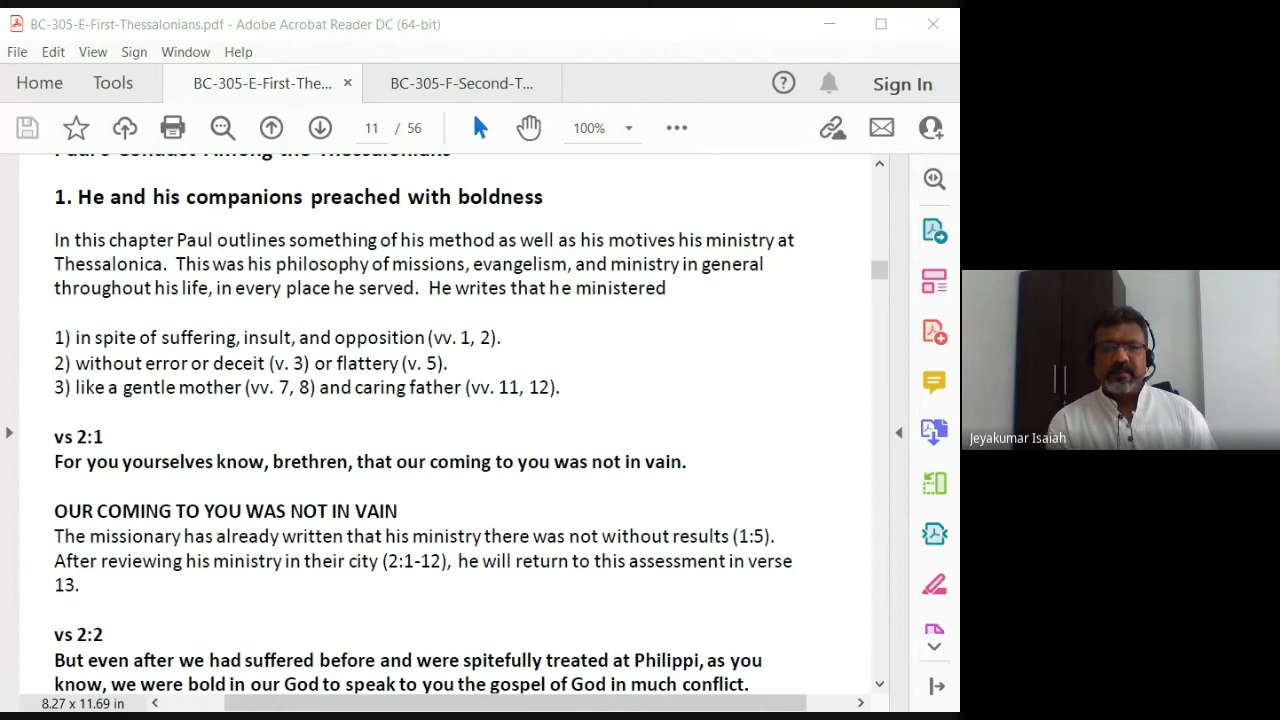 BC-305-E-First-Thessalonians.pdf - Adobe Acrobat Reader DC (64-bit)
File Edit View Sign Window Help
Home Tools BC-305-E-First-The... × BC-305-F-Second-T... Sign In
11 / 56 100%
Paul's Conduct Among the Thessalonians
1. He and his companions preached with boldness
In this chapter Paul outlines something of his method as well as his motives his ministry at
Thessalonica. This was his philosophy of missions, evangelism, and ministry in general
throughout his life, in every place he served. He writes that he ministered
1) in spite of suffering, insult, and opposition (vv. 1, 2).
2) without error or deceit (v. 3) or flattery (v. 5).
3) like a gentle mother (vv. 7, 8) and caring father (vv. 11, 12).
vs 2:1
For you yourselves know, brethren, that our coming to you was not in vain.
OUR COMING TO YOU WAS NOT IN VAIN
The missionary has already written that his ministry there was not without results (1:5).
After reviewing his ministry in their city (2:1-12), he will return to this assessment in verse
13.
vs 2:2
But even after we had suffered before and were spitefully treated at Philippi, as you
know, we were bold in our God to speak to you the gospel of God in much conflict.
8.27 x 11.69 in
Jeyakumar Isaiah